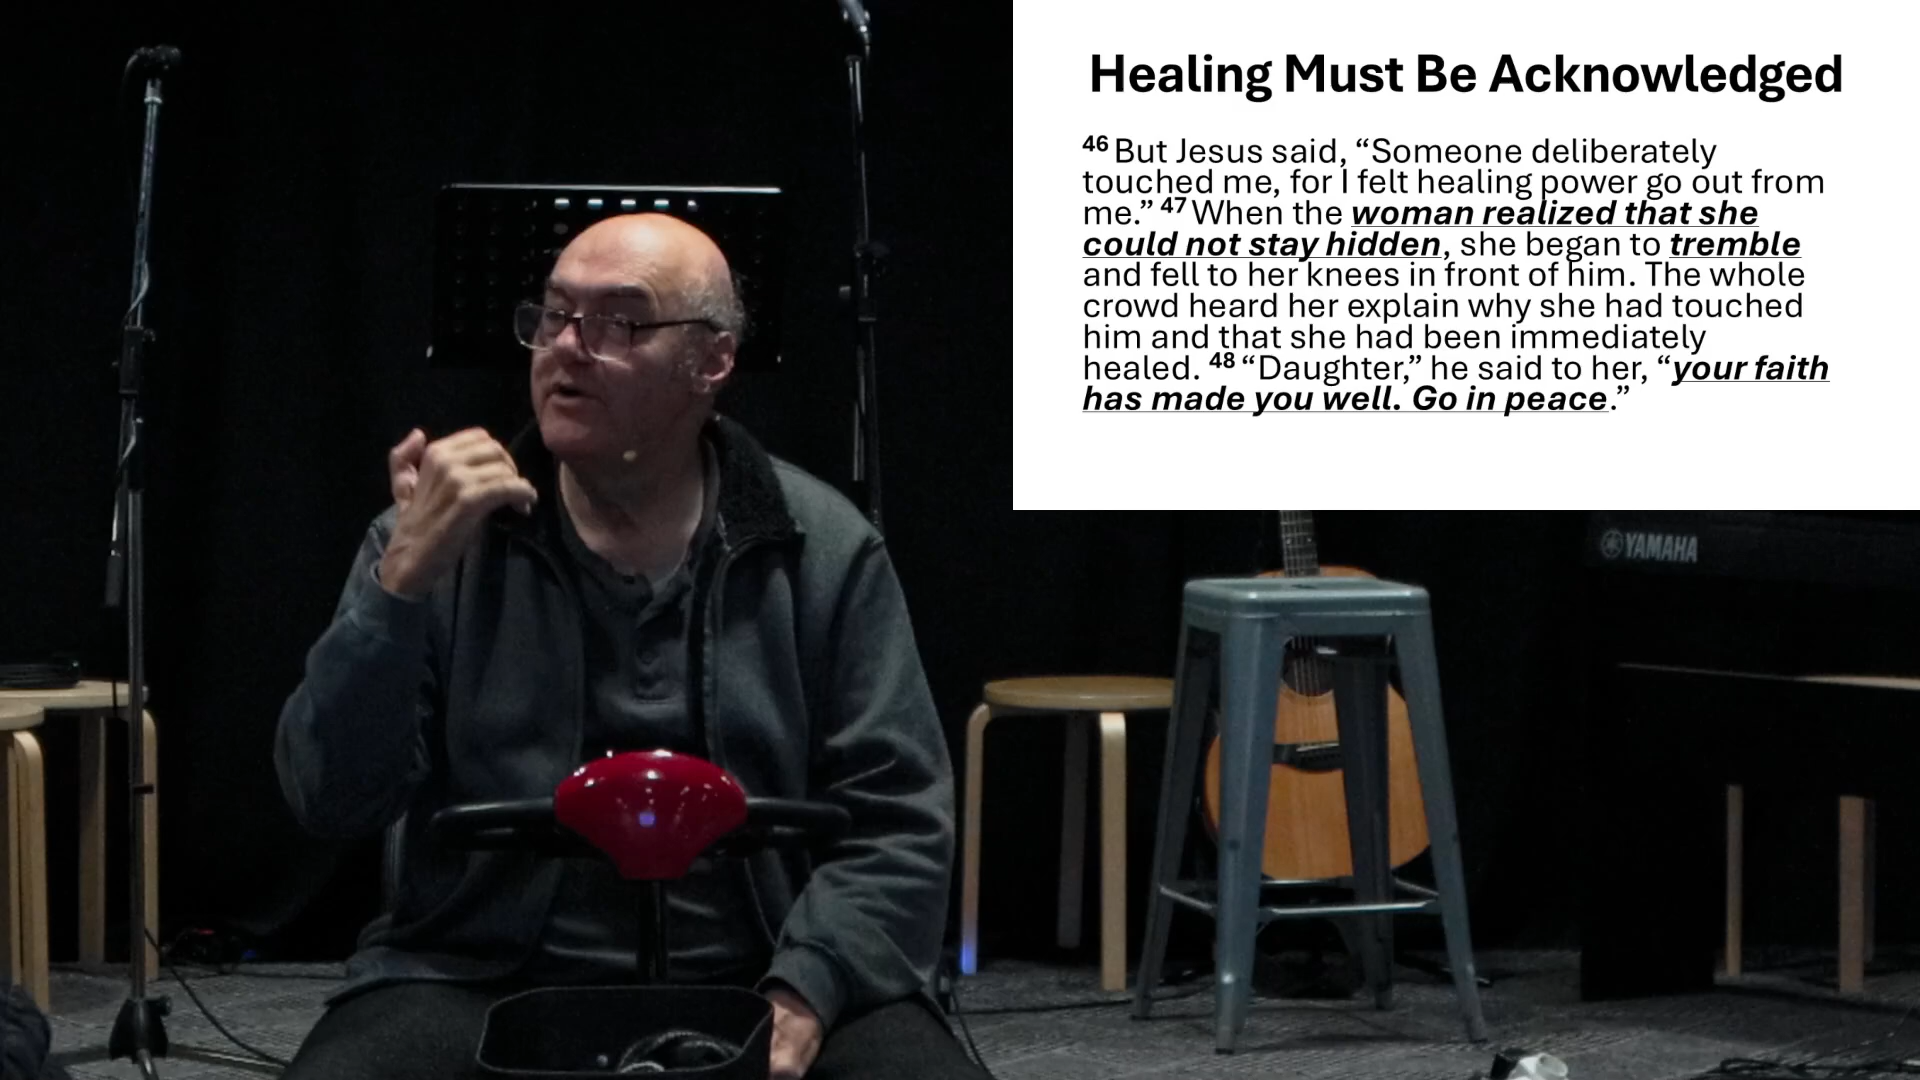 Healing Must Be Acknowledged
46 But Jesus said, “Someone deliberately
touched me, for I felt healing power go out from
me.” 47 When the woman realized that she
could not stay hidden, she began to tremble
and fell to her knees in front of him. The whole
crowd heard her explain why she had touched
him and that she had been immediately
healed. 48 “Daughter,” he said to her, “your faith
has made you well. Go in peace.”
YAMAHA